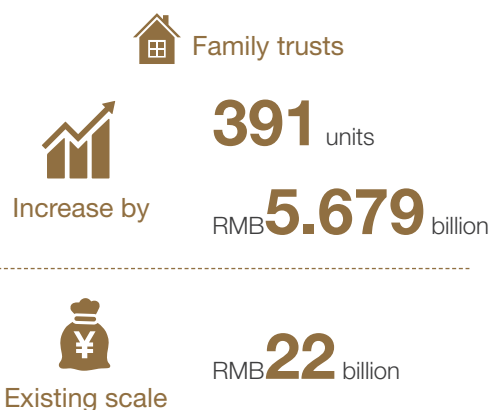 Family trusts
391 units
Increase by
RMB5.679 billion
¥
RMB22 billion
Existing scale